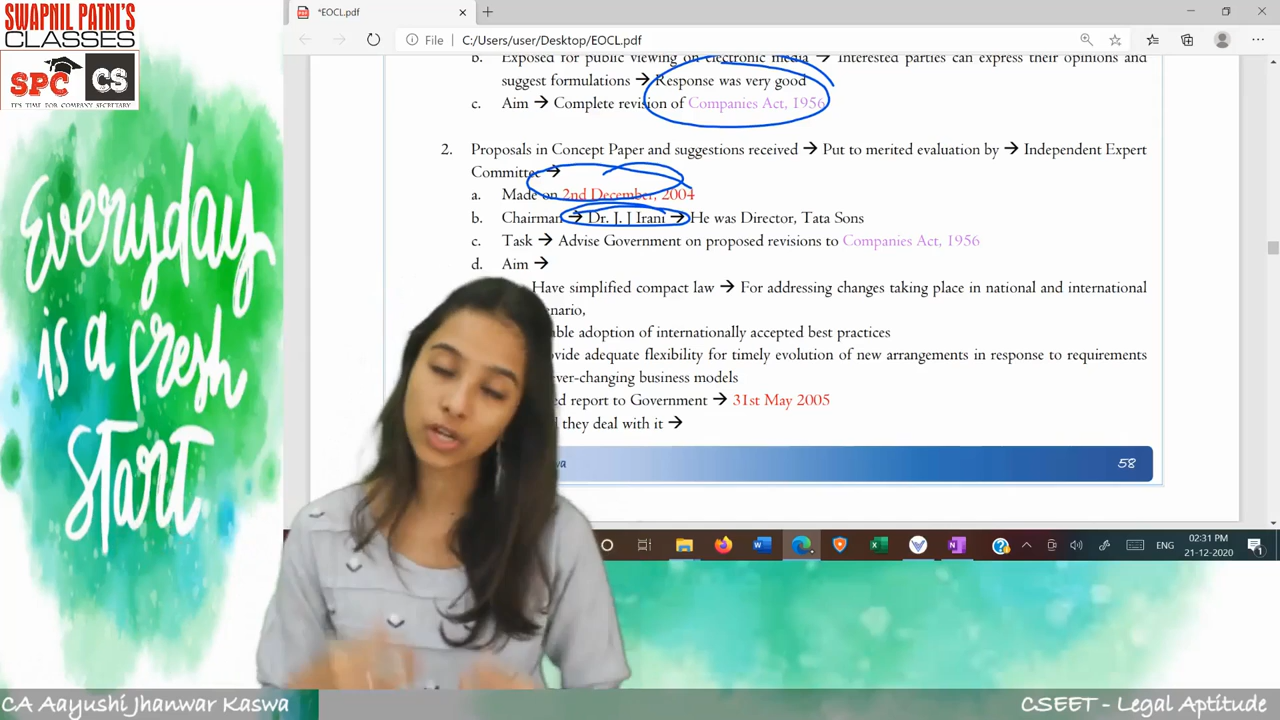 SWAPNIL PATNI'S
CLASSES
SPC CS
IT'S TIME FOR COMPANY SECRETARY
Everyday
is a fresh
start
*EOCL.pdf
File C:/Users/user/Desktop/EOCL.pdf
b. Exposed for public viewing on electronic media → Interested parties can express their opinions and
suggest formulations → Response was very good
c. Aim → Complete revision of Companies Act, 1956
2. Proposals in Concept Paper and suggestions received → Put to merited evaluation by → Independent Expert
Committee →
a. Made on 2nd December, 2004
b. Chairman → Dr. J. J Irani → He was Director, Tata Sons
c. Task → Advise Government on proposed revisions to Companies Act, 1956
d. Aim →
Have simplified compact law → For addressing changes taking place in national and international
adoption of internationally accepted best practices
adequate flexibility for timely evolution of new arrangements in response to requirements
ever-changing business models
report to Government → 31st May 2005
they deal with it →
58
ENG
02:31 PM
21-12-2020
CA Aayushi Jhanwar Kaswa
CSEET - Legal Aptitude